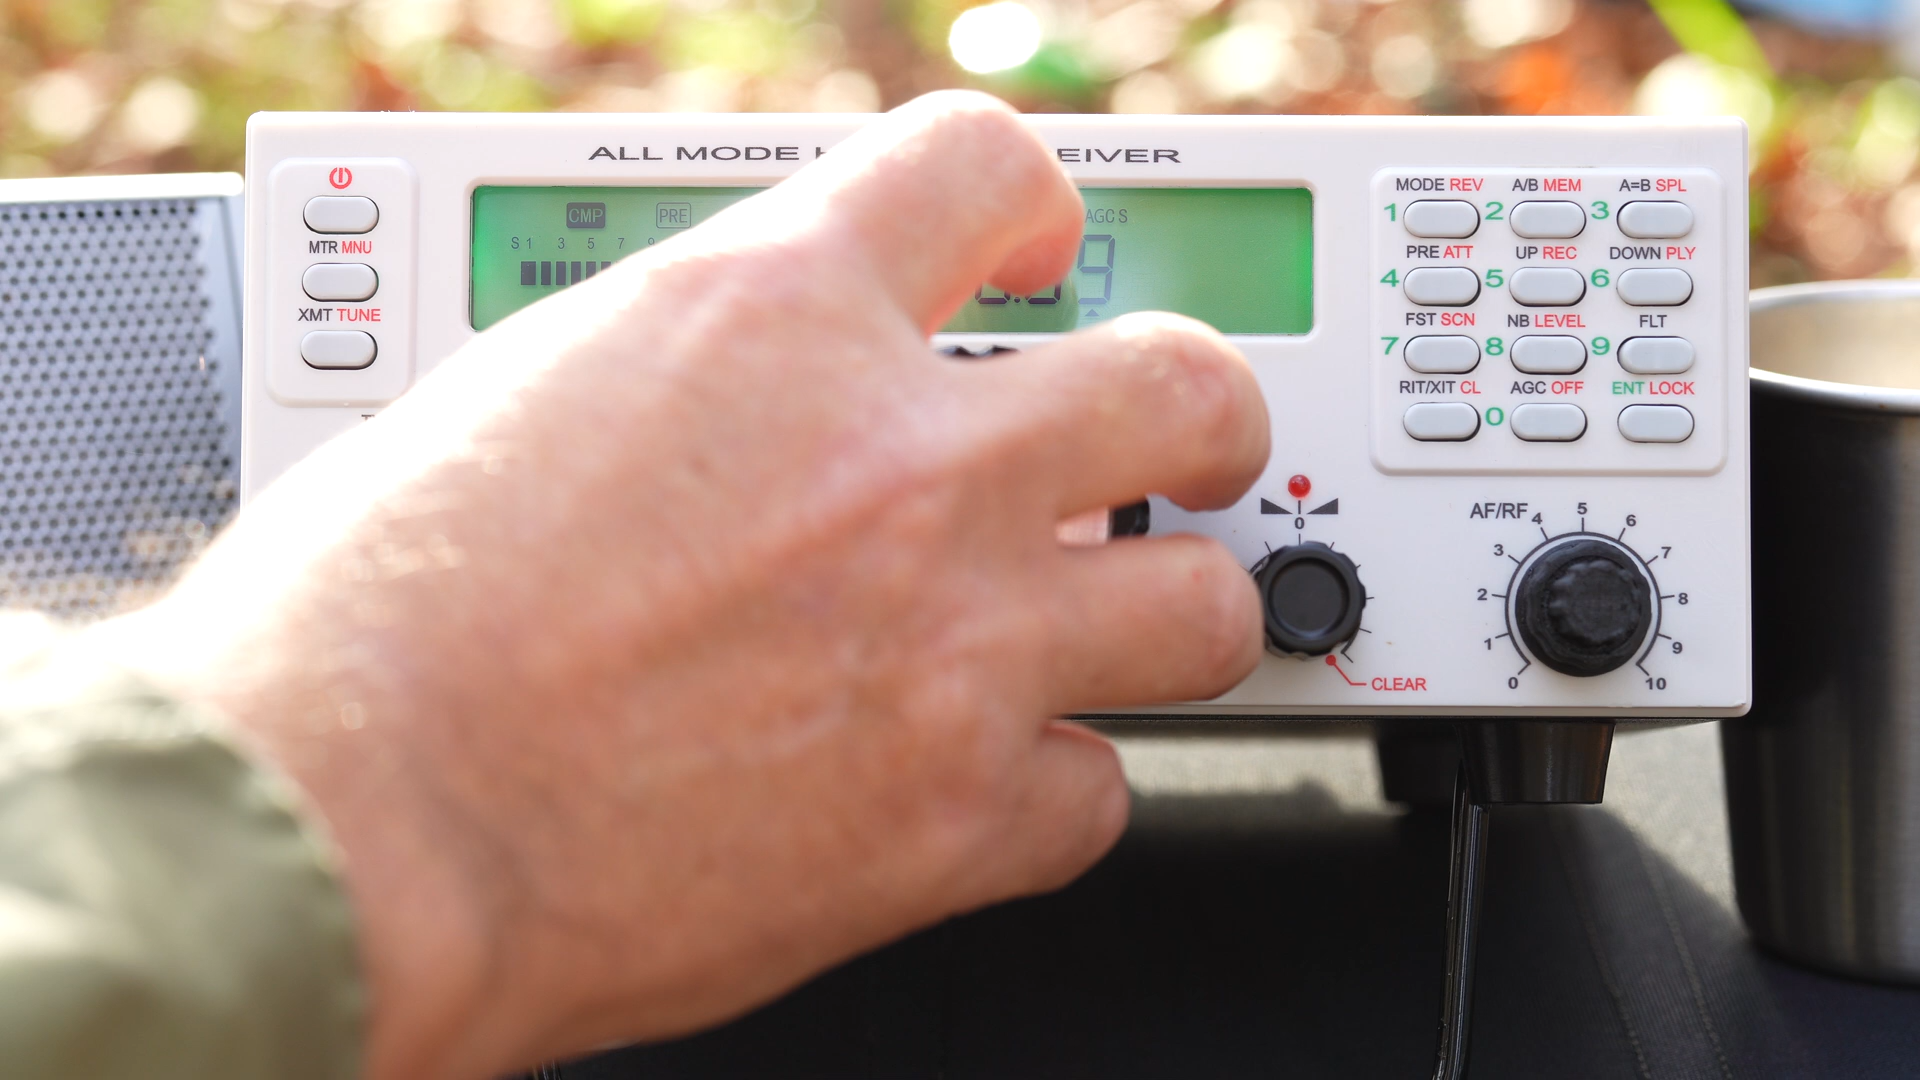 ALL MODE
MTR MNU
XMT TUNE
CMP PRE
AGC S
S 1 3 5 7 9
9
MODE REV A/B MEM A=B SPL
1 2 3
PRE ATT UP REC DOWN PLY
4 5 6
FST SCN NB LEVEL FLT
7 8 9
RIT/XIT CL AGC OFF ENT LOCK
0
0
CLEAR
AF/RF
0 1 2 3 4 5 6 7 8 9 10